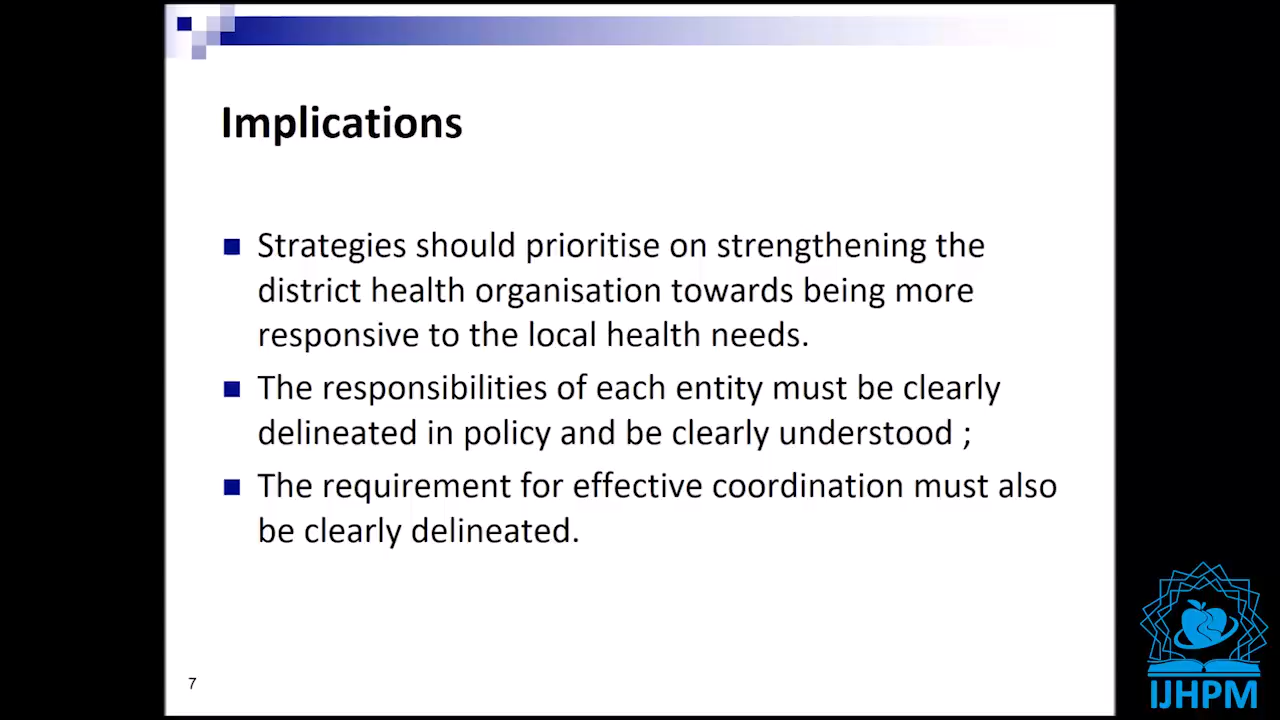 Implications
■ Strategies should prioritise on strengthening the
district health organisation towards being more
responsive to the local health needs.
■ The responsibilities of each entity must be clearly
delineated in policy and be clearly understood ;
■ The requirement for effective coordination must also
be clearly delineated.
7
IJHPM